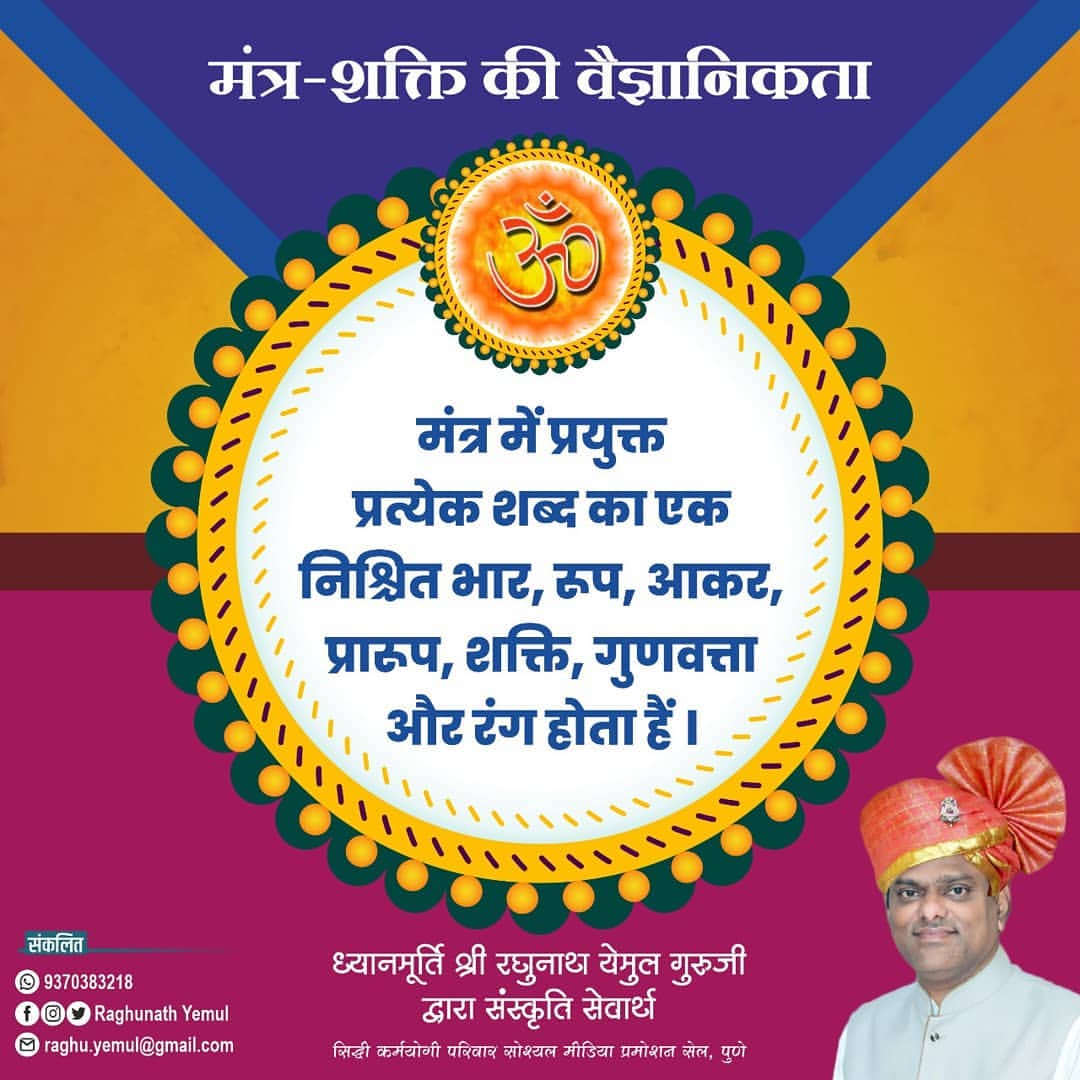 मंत्र-शक्ति की वैज्ञानिकता
ॐ
मंत्र में प्रयुक्त
प्रत्येक शब्द का एक
निश्चित भार, रूप, आकर,
प्रारूप, शक्ति, गुणवत्ता
और रंग होता हैं ।
संकलित
9370383218
Raghunath Yemul
raghu.yemul@gmail.com
ध्यानमूर्ति श्री रघुनाथ येमुल गुरुजी
द्वारा संस्कृति सेवार्थ
सिद्धी कर्मयोगी परिवार सोश्यल मीडिया प्रमोशन सेल, पुणे